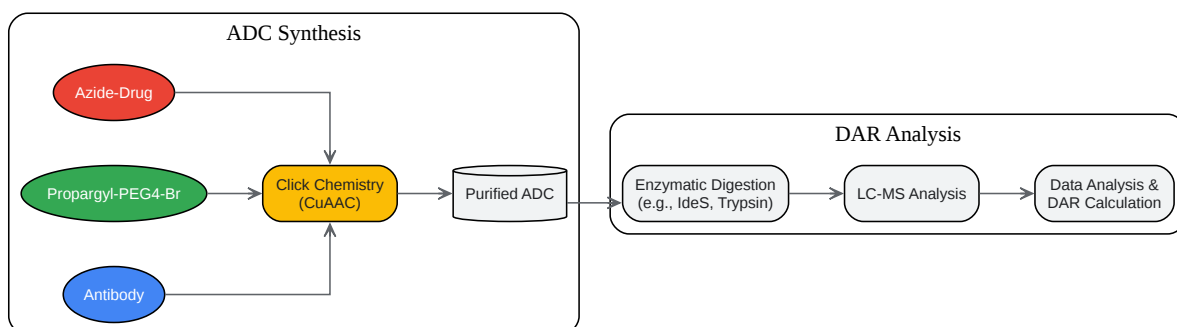 ADC Synthesis
Azide-Drug
Propargyl-PEG4-Br
Click Chemistry
(CuAAC)
Purified ADC
Antibody
DAR Analysis
Enzymatic Digestion
(e.g., IdeS, Trypsin)
LC-MS Analysis
Data Analysis &
DAR Calculation